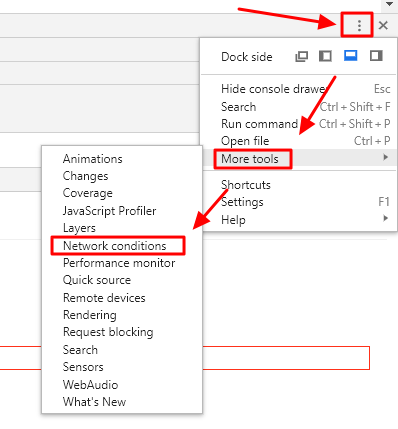 Dock side
Hide console drawer Esc
Search Ctrl + Shift + F
Run command Ctrl + Shift + P
Open file Ctrl + P
More tools
Shortcuts
Settings F1
Help
Animations
Changes
Coverage
JavaScript Profiler
Layers
Network conditions
Performance monitor
Quick source
Remote devices
Rendering
Request blocking
Search
Sensors
WebAudio
What's New